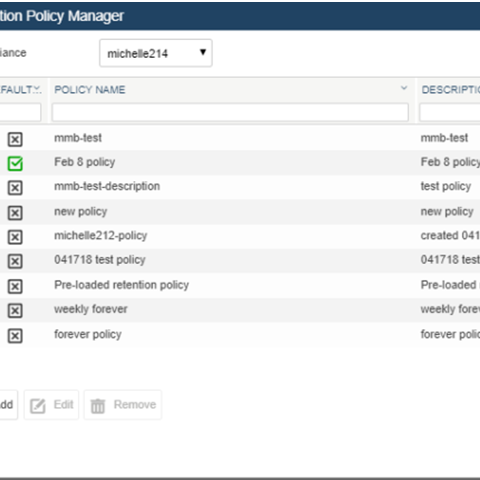 tion Policy Manager
iance michelle214
FAULT... POLICY NAME DESCRIPTIO
mmb-test mmb-test
Feb 8 policy Feb 8 policy
mmb-test-description test policy
new policy new policy
michelle212-policy created 041
041718 test policy 041718 test
Pre-loaded retention policy Pre-loaded
weekly forever weekly forev
forever policy forever polic
dd Edit Remove